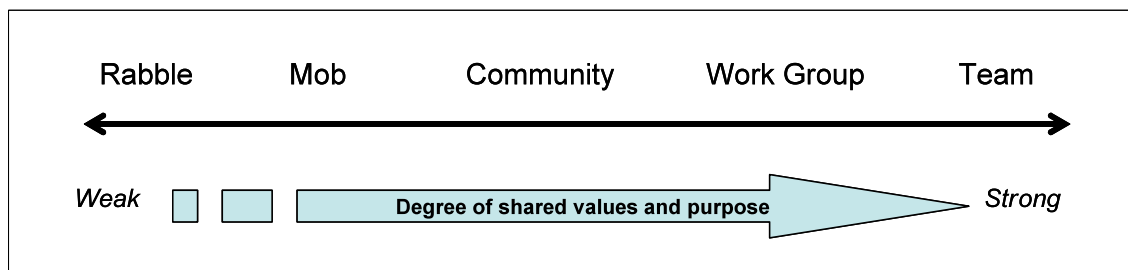 Rabble Mob Community Work Group Team
Weak Degree of shared values and purpose Strong